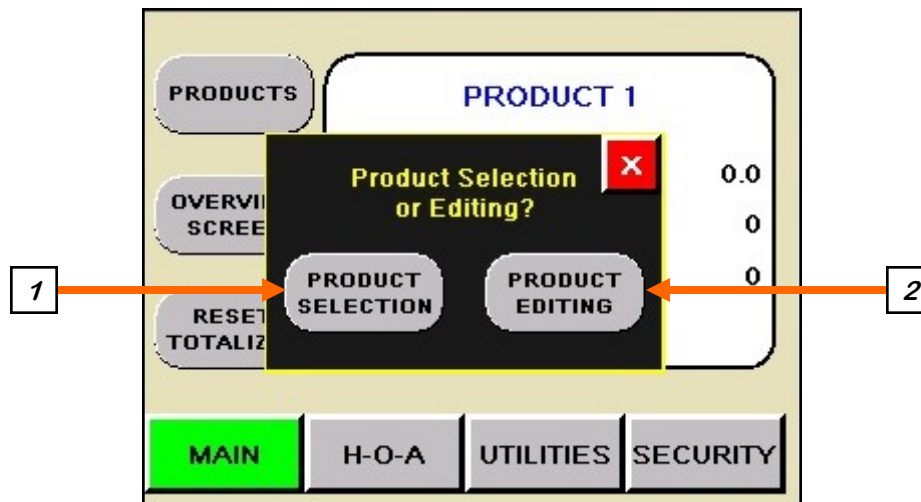 PRODUCTS
PRODUCT 1
X
Product Selection
or Editing?
0.0
OVERVI
SCREE
0
1
PRODUCT
SELECTION
PRODUCT
EDITING
0
2
RESET
TOTALIZ
MAIN
H-O-A
UTILITIES
SECURITY